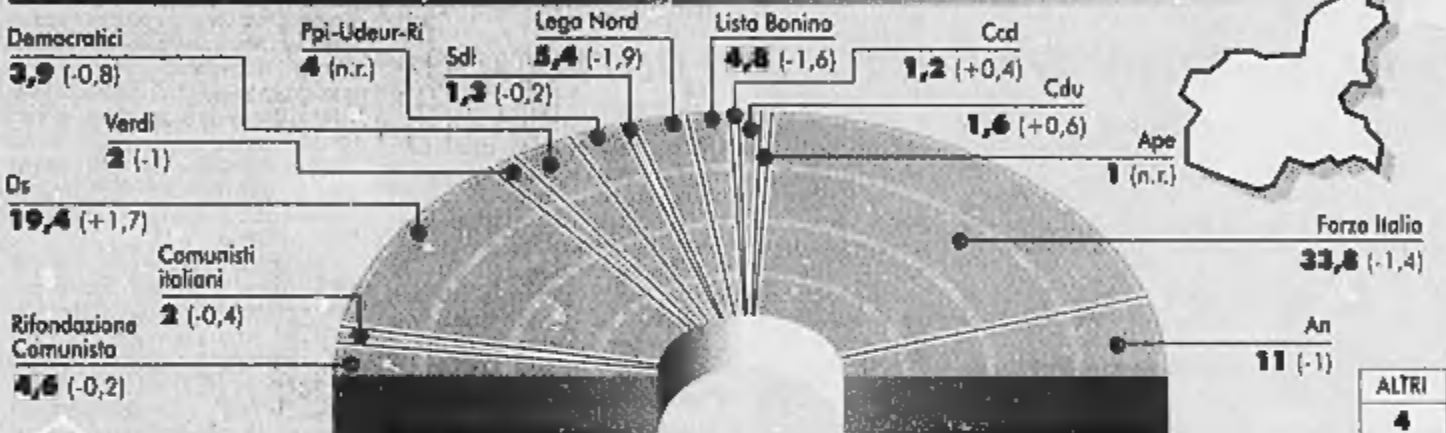 Democratici
3,9 (-0,8)
Verdi
2 (-1)
Ds
19,4 (+1,7)
Comunisti
italiani
2 (-0,4)
Rifondazione
Comunista
4,6 (-0,2)
Ppi-Udeur-Ri
4 (n.r.)
Sdi
1,3 (-0,2)
Lega Nord
5,4 (-1,9)
Lista Bonino
4,8 (-1,6)
Ccd
1,2 (+0,4)
Cdu
1,6 (+0,6)
Ape
1 (n.r.)
Forza Italia
33,8 (-1,4)
An
11 (-1)
ALTRI
4